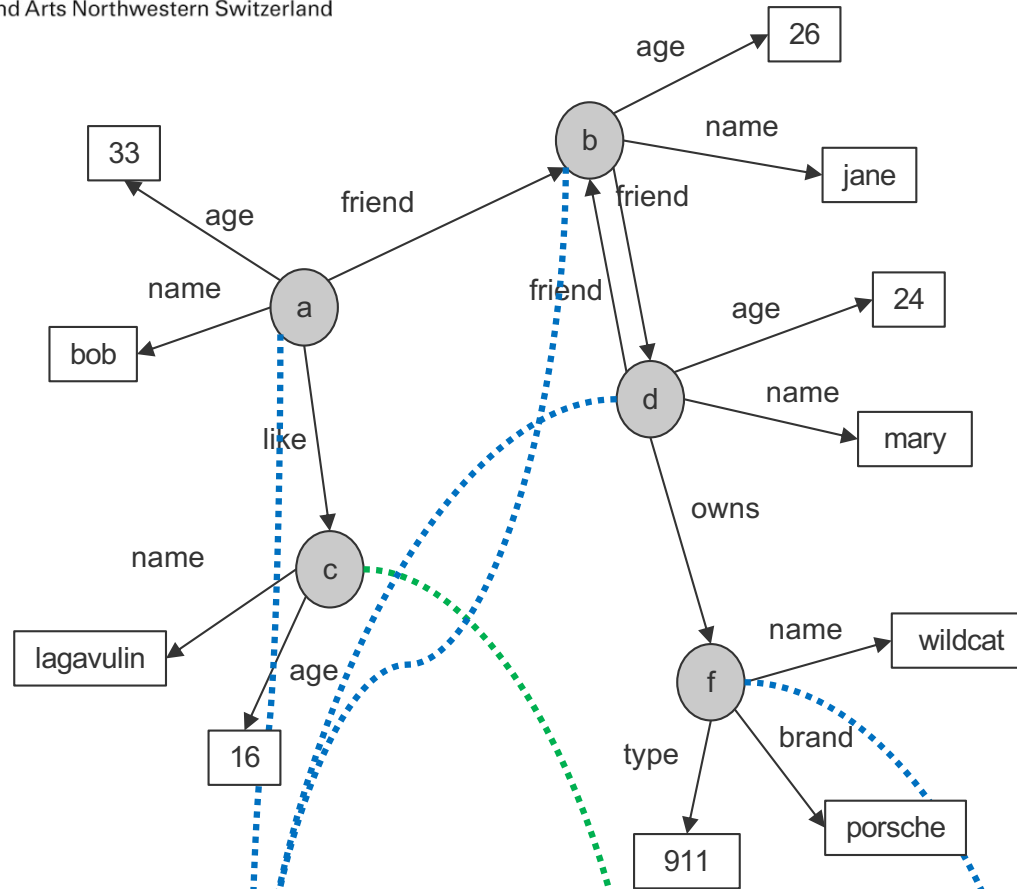 nd Arts Northwestern Switzerland
age
26
b
name
jane
33
friend
friend
age
name
a
friend
age
24
bob
d
name
mary
like
owns
name
c
name
wildcat
lagavulin
age
f
brand
type
16
porsche
911